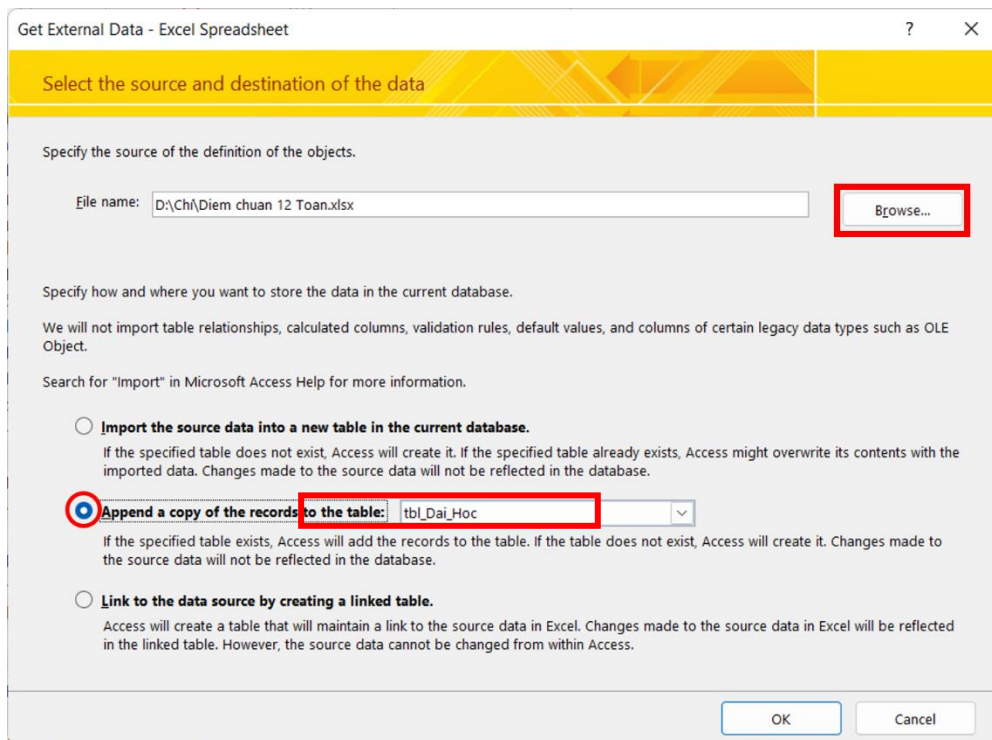 Get External Data - Excel Spreadsheet
?
Select the source and destination of the data
Specify the source of the definition of the objects.
File name: D:\Chi\Diem chuan 12 Toan.xlsx
Browse...
Specify how and where you want to store the data in the current database.
We will not import table relationships, calculated columns, validation rules, default values, and columns of certain legacy data types such as OLE
Object.
Search for "Import" in Microsoft Access Help for more information.
Import the source data into a new table in the current database.
If the specified table does not exist, Access will create it. If the specified table already exists, Access might overwrite its contents with the
imported data. Changes made to the source data will not be reflected in the database.
Append a copy of the records to the table: tbl_Dai_Hoc
If the specified table exists, Access will add the records to the table. If the table does not exist, Access will create it. Changes made to
the source data will not be reflected in the database.
Link to the data source by creating a linked table.
Access will create a table that will maintain a link to the source data in Excel. Changes made to the source data in Excel will be reflected
in the linked table. However, the source data cannot be changed from within Access.
OK
Cancel